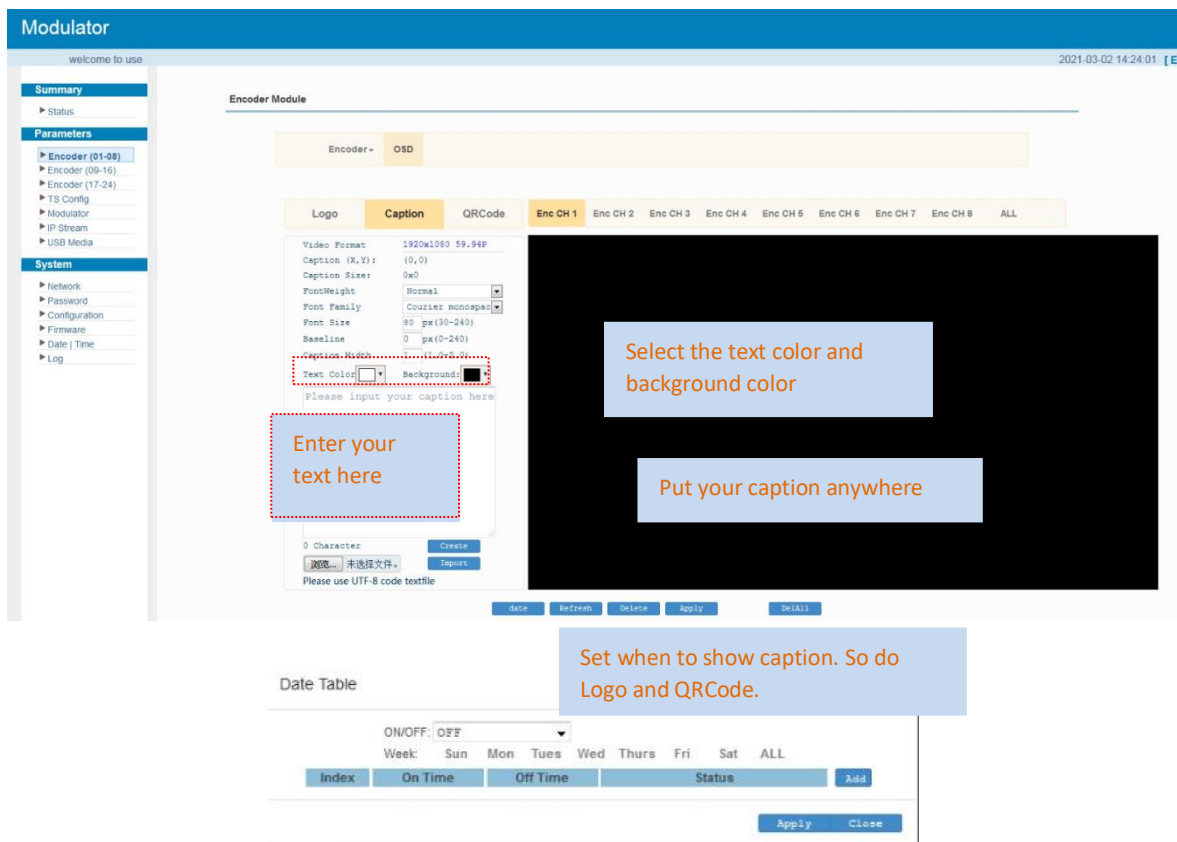 Modulator
welcome to use
2021-03-02 14:24:01 [E
Summary
Status
Parameters
Encoder (01-08)
Encoder (09-16)
Encoder (17-24)
TS Config
Modulator
IP Stream
USB Media
System
Network
Password
Configuration
Firmware
Date | Time
Log
Encoder Module
Encoder OSD
Logo Caption QRCode Enc CH 1 Enc CH 2 Enc CH 3 Enc CH 4 Enc CH 5 Enc CH 6 Enc CH 7 Enc CH 8 ALL
Video Format 1920x1080 59.94P
Caption (X,Y): (0,0)
Caption Size: 0x0
FontWeight Normal
Font Family Courier monospac
Font Size 80 px(30-240)
Baseline 0 px(0-240)
Caption Width 1 (1.0-5.0)
Text Color Background:
Please input your caption here
Enter your
text here
Select the text color and
background color
Put your caption anywhere
0 Character Create
浏览... 未选择文件。 Import
Please use UTF-8 code textfile
date Refresh Delete Apply DelAll
Set when to show caption. So do
Logo and QRCode.
Date Table
ON/OFF: OFF
Week: Sun Mon Tues Wed Thurs Fri Sat ALL
Index On Time Off Time Status Add
Apply Close